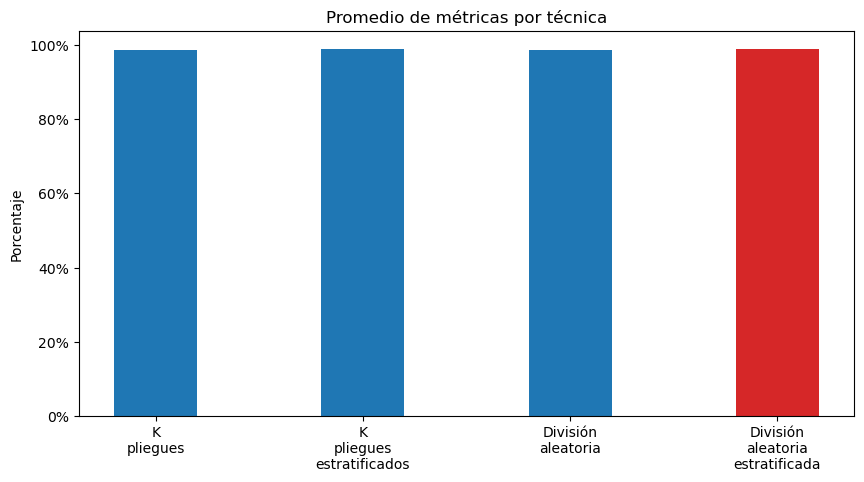 Promedio de métricas por técnica
Porcentaje
100%
80%
60%
40%
20%
0%
K
pliegues
K
pliegues
estratificados
División
aleatoria
División
aleatoria
estratificada